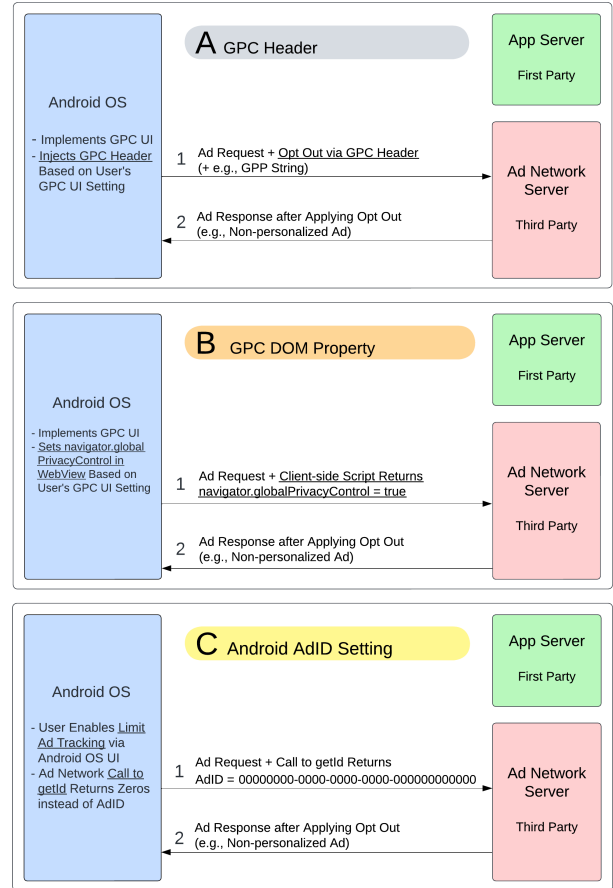 A GPC Header
Android OS
- Implements GPC UI
- Injects GPC Header
Based on User's
GPC UI Setting
1
Ad Request + Opt Out via GPC Header
(+ e.g., GPP String)
2
Ad Response after Applying Opt Out
(e.g., Non-personalized Ad)
App Server
First Party
Ad Network
Server
Third Party
B GPC DOM Property
Android OS
- Implements GPC UI
- Sets navigator.global
PrivacyControl in
WebView Based on
User's GPC UI Setting
1
Ad Request + Client-side Script Returns
navigator.globalPrivacyControl = true
2
Ad Response after Applying Opt Out
(e.g., Non-personalized Ad)
App Server
First Party
Ad Network
Server
Third Party
C Android AdID Setting
Android OS
- User Enables Limit
Ad Tracking via
Android OS UI
- Ad Network Call to
getId Returns Zeros
instead of AdID
1
Ad Request + Call to getId Returns
AdID = 00000000-0000-0000-0000-000000000000
2
Ad Response after Applying Opt Out
(e.g., Non-personalized Ad)
App Server
First Party
Ad Network
Server
Third Party